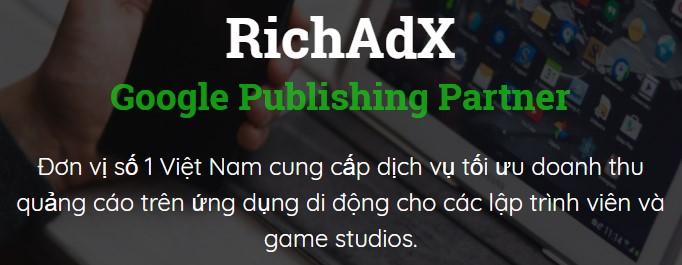 RichAdX
Google Publishing Partner
Đơn vị số 1 Việt Nam cung cấp dịch vụ tối ưu doanh thu
quảng cáo trên ứng dụng di động cho các lập trình viên và
game studios.